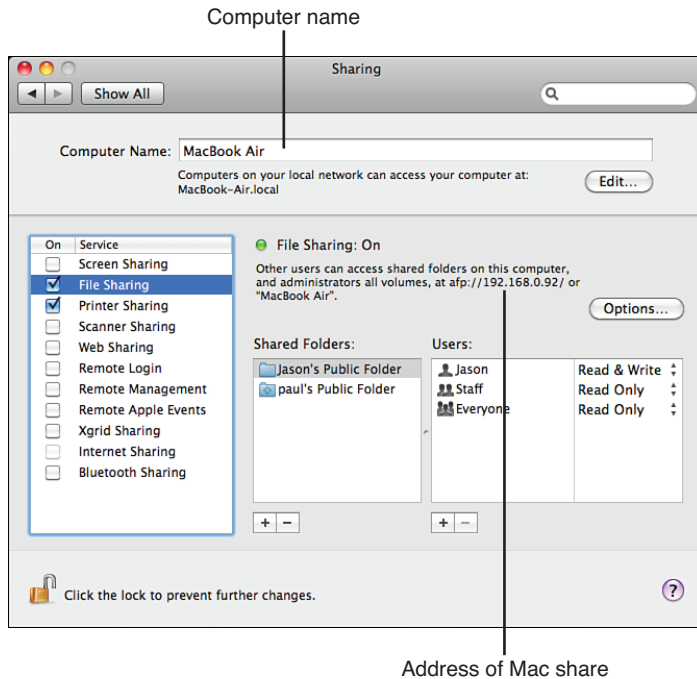 Computer name
Sharing
Show All
Computer Name: MacBook Air
Computers on your local network can access your computer at:
MacBook-Air.local
Edit...
On Service
Screen Sharing
File Sharing
Printer Sharing
Scanner Sharing
Web Sharing
Remote Login
Remote Management
Remote Apple Events
Xgrid Sharing
Internet Sharing
Bluetooth Sharing
File Sharing: On
Other users can access shared folders on this computer,
and administrators all volumes, at afp://192.168.0.92/ or
“MacBook Air”.
Options...
Shared Folders:
Jason's Public Folder
paul's Public Folder
Users:
Jason Read & Write
Staff Read Only
Everyone Read Only
+ − + −
Click the lock to prevent further changes.
?
Address of Mac share